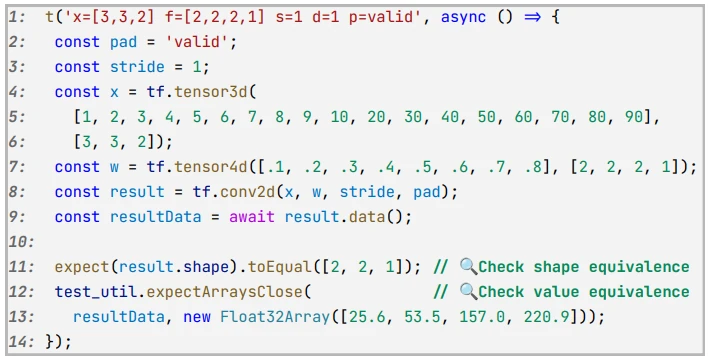 1: t('x=[3,3,2] f=[2,2,2,1] s=1 d=1 p=valid', async () => {
2: const pad = 'valid';
3: const stride = 1;
4: const x = tf.tensor3d(
5: [1, 2, 3, 4, 5, 6, 7, 8, 9, 10, 20, 30, 40, 50, 60, 70, 80, 90],
6: [3, 3, 2]);
7: const w = tf.tensor4d([.1, .2, .3, .4, .5, .6, .7, .8], [2, 2, 2, 1]);
8: const result = tf.conv2d(x, w, stride, pad);
9: const resultData = await result.data();
10:
11: expect(result.shape).toEqual([2, 2, 1]); // 🔍Check shape equivalence
12: test_util.expectArraysClose( // 🔍Check value equivalence
13: resultData, new Float32Array([25.6, 53.5, 157.0, 220.9]));
14: });